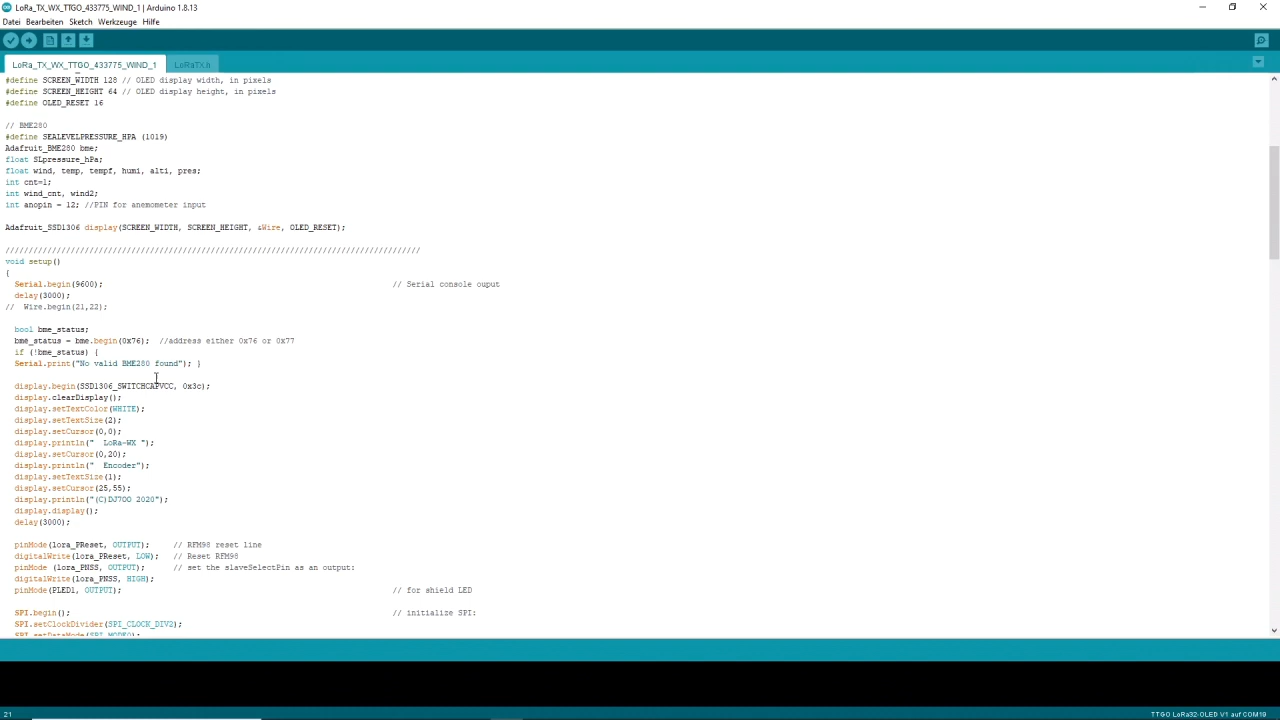 LoRa_TX_WX_TTGO_433775_WIND_1 | Arduino 1.8.13
Datei Bearbeiten Sketch Werkzeuge Hilfe
LoRa_TX_WX_TTGO_433775_WIND_1 LoRaTX.h
#define SCREEN_WIDTH 128 // OLED display width, in pixels
#define SCREEN_HEIGHT 64 // OLED display height, in pixels
#define OLED_RESET 16
// BME280
#define SEALEVELPRESSURE_HPA (1019)
Adafruit_BME280 bme;
float SLpressure_hPa;
float wind, temp, tempf, humi, alti, pres;
int cnt=1;
int wind_cnt, wind2;
int anopin = 12; //PIN for anemometer input
Adafruit_SSD1306 display(SCREEN_WIDTH, SCREEN_HEIGHT, &Wire, OLED_RESET);
/////////////////////////////////////////////////////////////////////////////////////////
void setup()
{
Serial.begin(9600); // Serial console ouput
delay(3000);
// Wire.begin(21,22);
bool bme_status;
bme_status = bme.begin(0x76); //address either 0x76 or 0x77
if (!bme_status) {
Serial.print("No valid BME280 found"); }
display.begin(SSD1306_SWITCHCAPVCC, 0x3c);
display.clearDisplay();
display.setTextColor(WHITE);
display.setTextSize(2);
display.setCursor(0,0);
display.println("  LoRa-WX ");
display.setCursor(0,20);
display.println("  Encoder");
display.setTextSize(1);
display.setCursor(25,55);
display.println("(C)DJ7OO 2020");
display.display();
delay(3000);
pinMode(lora_PReset, OUTPUT); // RFM98 reset line
digitalWrite(lora_PReset, LOW); // Reset RFM98
pinMode (lora_PNSS, OUTPUT); // set the slaveSelectPin as an output:
digitalWrite(lora_PNSS, HIGH);
pinMode(PLED1, OUTPUT); // for shield LED
SPI.begin(); // initialize SPI:
SPI.setClockDivider(SPI_CLOCK_DIV2);
SPI.setDataMode(SPI_MODE0);
21 TTGO LoRa32-OLED V1 auf COM19